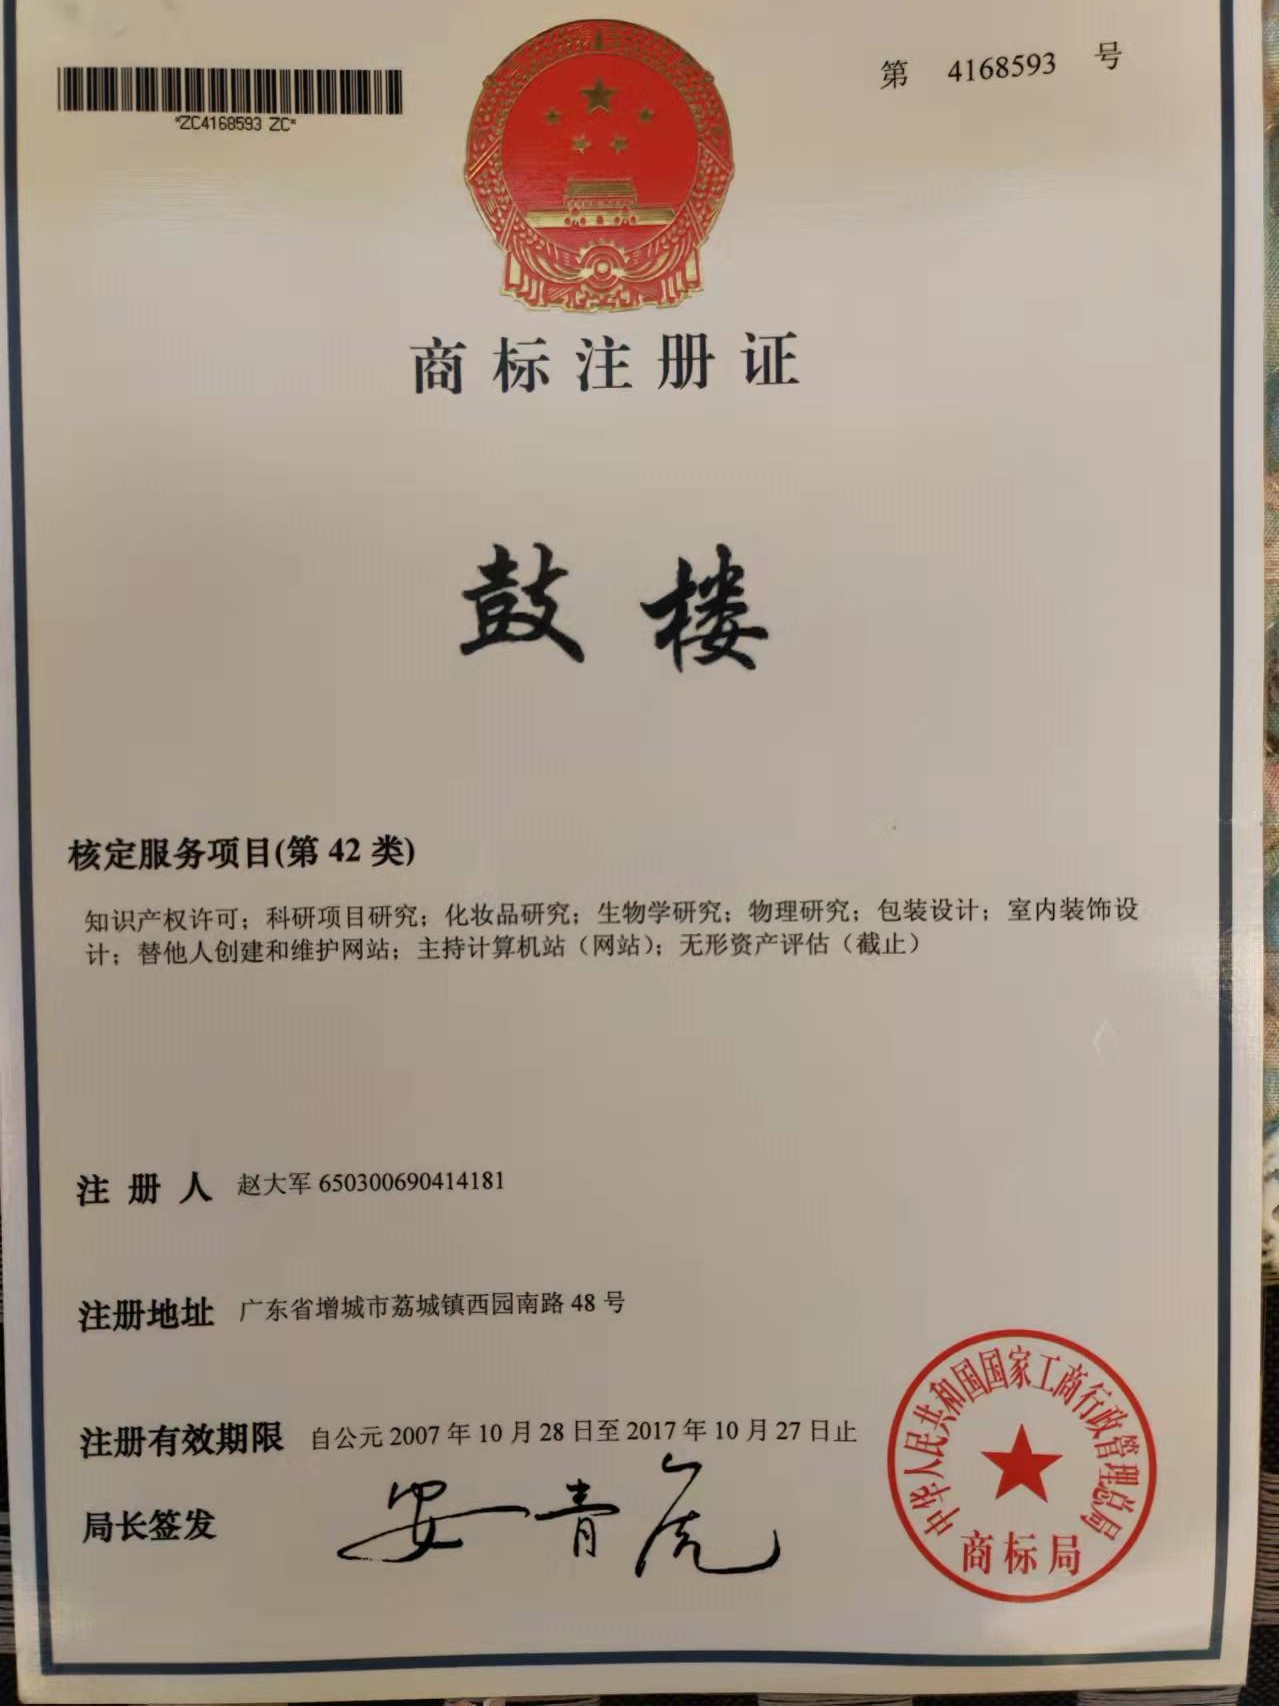 *ZC4168593 ZC*
第 4168593 号
商标注册证
鼓楼
核定服务项目(第 42 类)
知识产权许可；科研项目研究；化妆品研究；生物学研究；物理研究；包装设计；室内装饰设
计；替他人创建和维护网站；主持计算机站（网站）；无形资产评估（截止）
注册人 赵大军 650300690414181
注册地址 广东省增城市荔城镇西园南路 48 号
注册有效期限 自公元 2007 年 10 月 28 日至 2017 年 10 月 27 日止
局长签发 安青虎
中华人民共和国国家工商行政管理总局
商标局